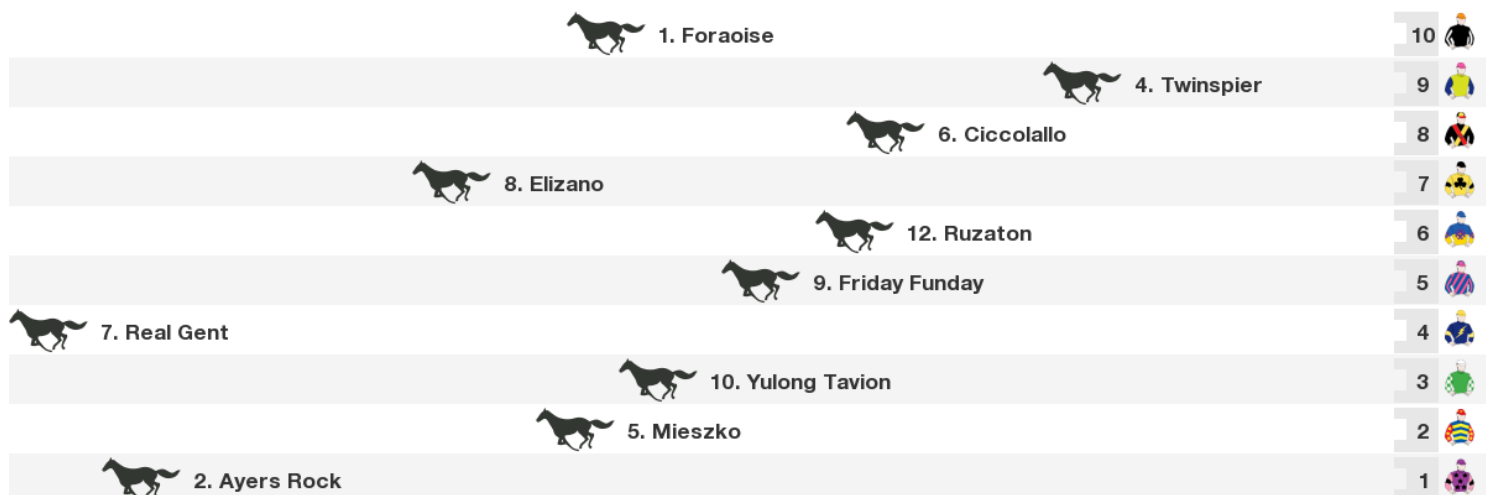 1. Foraoise 10
4. Twinspier 9
6. Ciccolallo 8
8. Elizano 7
12. Ruzaton 6
9. Friday Funday 5
7. Real Gent 4
10. Yulong Tavion 3
5. Mieszko 2
2. Ayers Rock 1